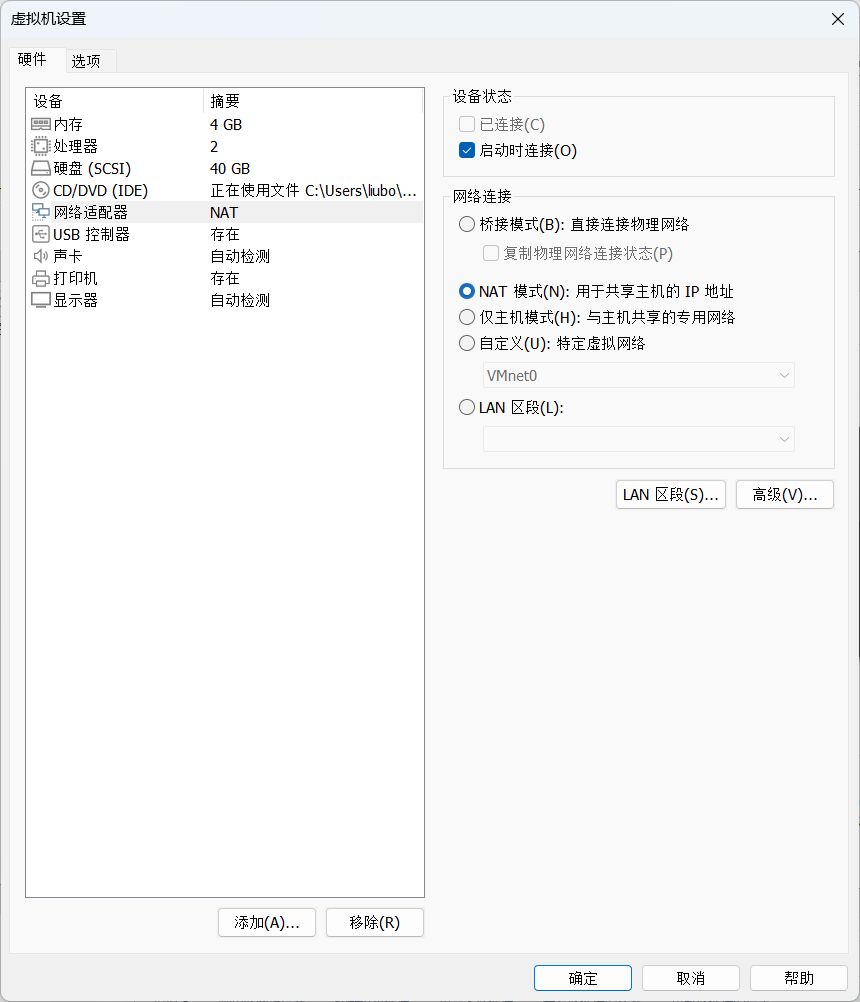 虚拟机设置
硬件 选项
设备 摘要
内存 4 GB
处理器 2
硬盘 (SCSI) 40 GB
CD/DVD (IDE) 正在使用文件 C:\Users\liubo\...
网络适配器 NAT
USB 控制器 存在
声卡 自动检测
打印机 存在
显示器 自动检测
添加(A)... 移除(R)
设备状态
已连接(C)
启动时连接(O)
网络连接
桥接模式(B): 直接连接物理网络
复制物理网络连接状态(P)
NAT 模式(N): 用于共享主机的 IP 地址
仅主机模式(H): 与主机共享的专用网络
自定义(U): 特定虚拟网络
VMnet0
LAN 区段(L):
LAN 区段(S)... 高级(V)...
确定 取消 帮助